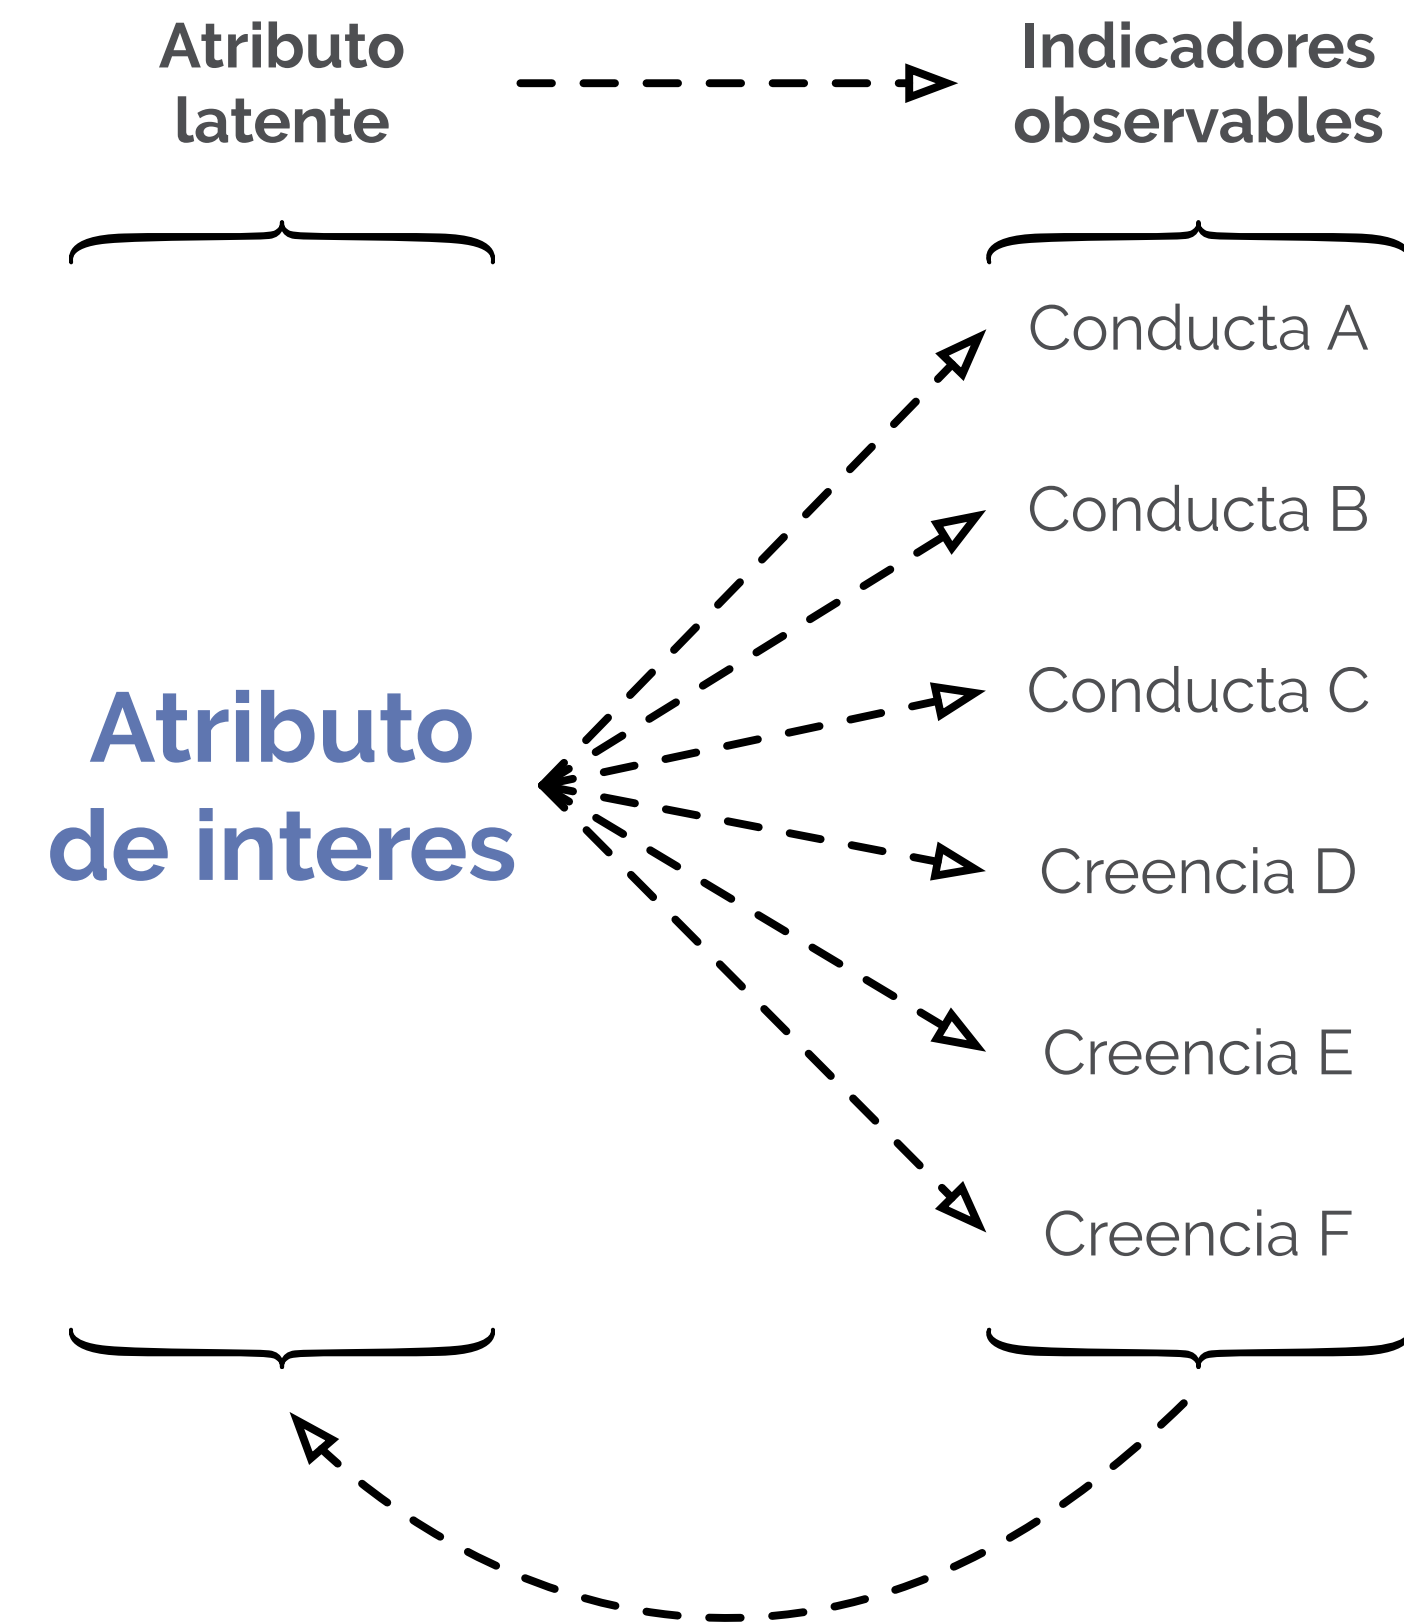 Atributo
latente
Indicadores
observables
Conducta A
Conducta B
Conducta C
Atributo
de interes
Creencia D
Creencia E
Creencia F